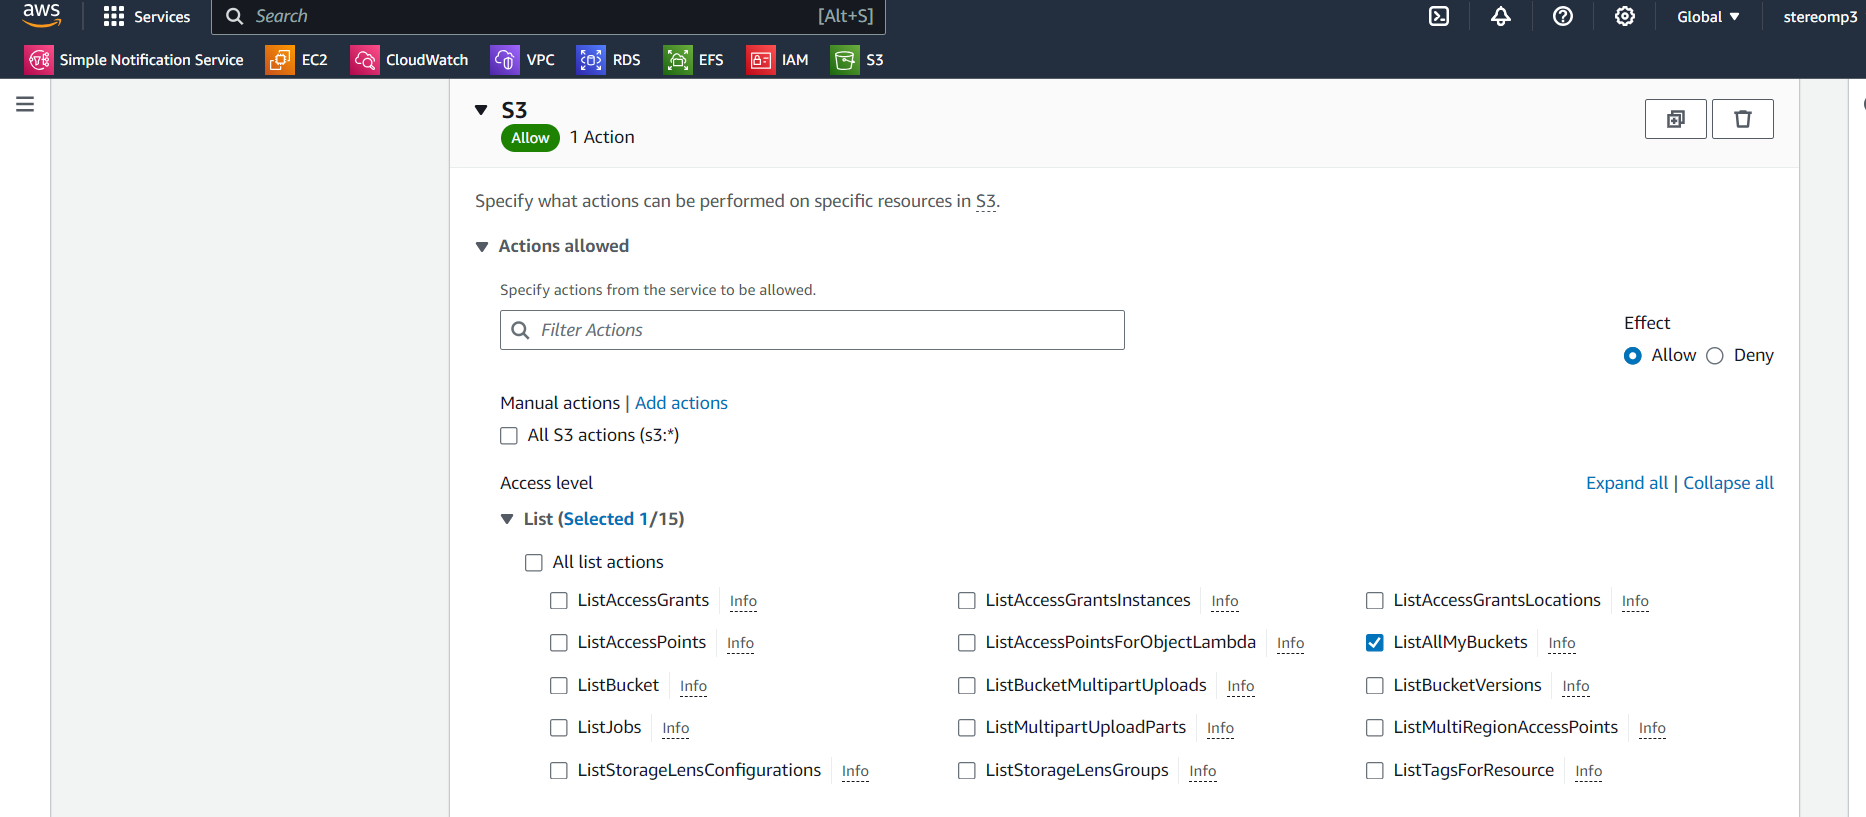 aws Services Search [Alt+S] Global stereomp3
Simple Notification Service EC2 CloudWatch VPC RDS EFS IAM S3
S3
Allow 1 Action
Specify what actions can be performed on specific resources in S3.
Actions allowed
Specify actions from the service to be allowed.
Filter Actions
Effect
Allow Deny
Manual actions | Add actions
All S3 actions (s3:*)
Access level Expand all | Collapse all
List (Selected 1/15)
All list actions
ListAccessGrants Info ListAccessGrantsInstances Info ListAccessGrantsLocations Info
ListAccessPoints Info ListAccessPointsForObjectLambda Info ListAllMyBuckets Info
ListBucket Info ListBucketMultipartUploads Info ListBucketVersions Info
ListJobs Info ListMultipartUploadParts Info ListMultiRegionAccessPoints Info
ListStorageLensConfigurations Info ListStorageLensGroups Info ListTagsForResource Info